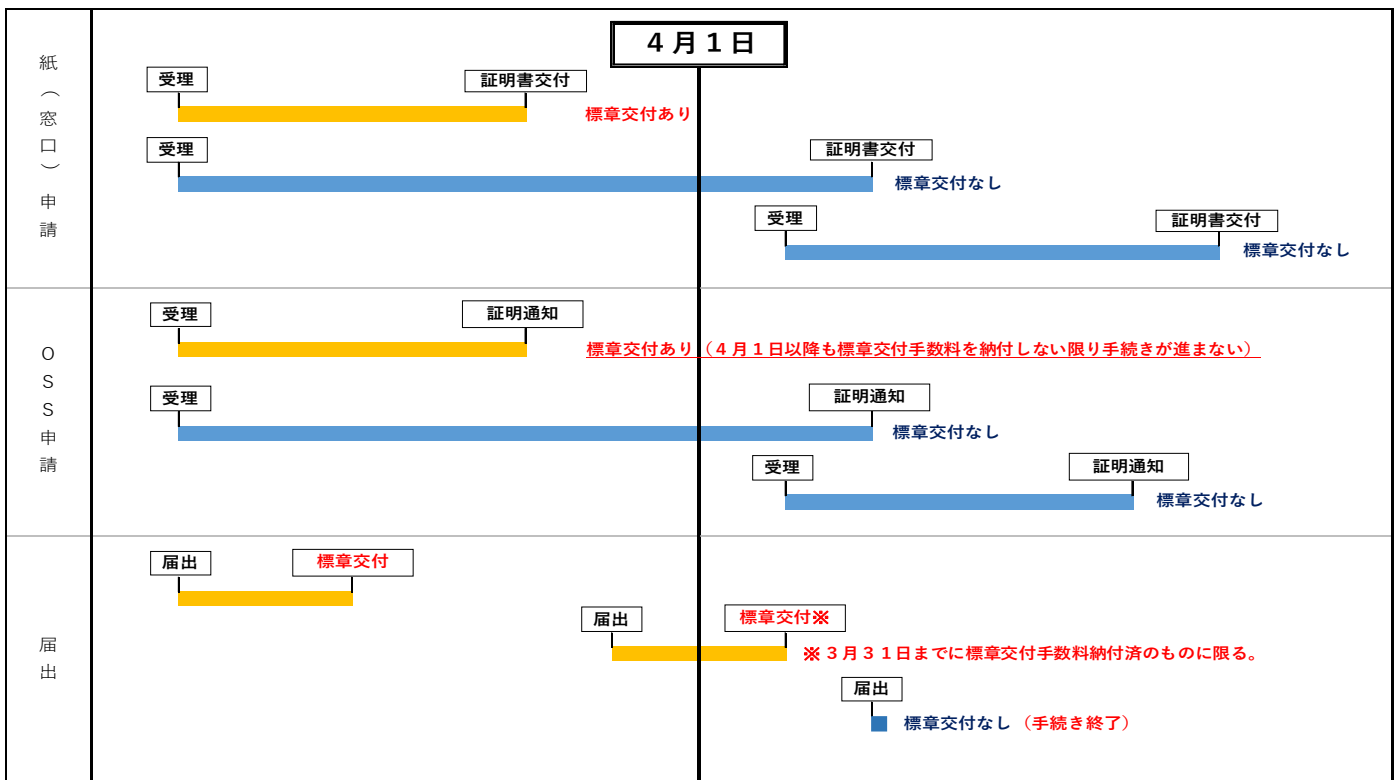 ４月１日
紙（窓口）申請
受理
証明書交付
標章交付あり
受理
証明書交付
標章交付なし
受理
証明書交付
標章交付なし
ＯＳＳ申請
受理
証明通知
標章交付あり（４月１日以降も標章交付手数料を納付しない限り手続きが進まない）
受理
証明通知
標章交付なし
受理
証明通知
標章交付なし
届出
届出
標章交付
届出
標章交付※
※３月３１日までに標章交付手数料納付済のものに限る。
届出
標章交付なし（手続き終了）